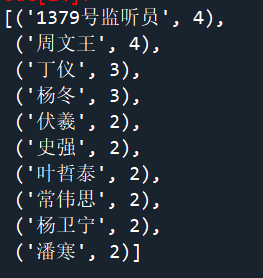 [('1379号监听员', 4),
('周文王', 4),
('丁仪', 3),
('杨冬', 3),
('伏羲', 2),
('史强', 2),
('叶哲泰', 2),
('常伟思', 2),
('杨卫宁', 2),
('潘寒', 2)]